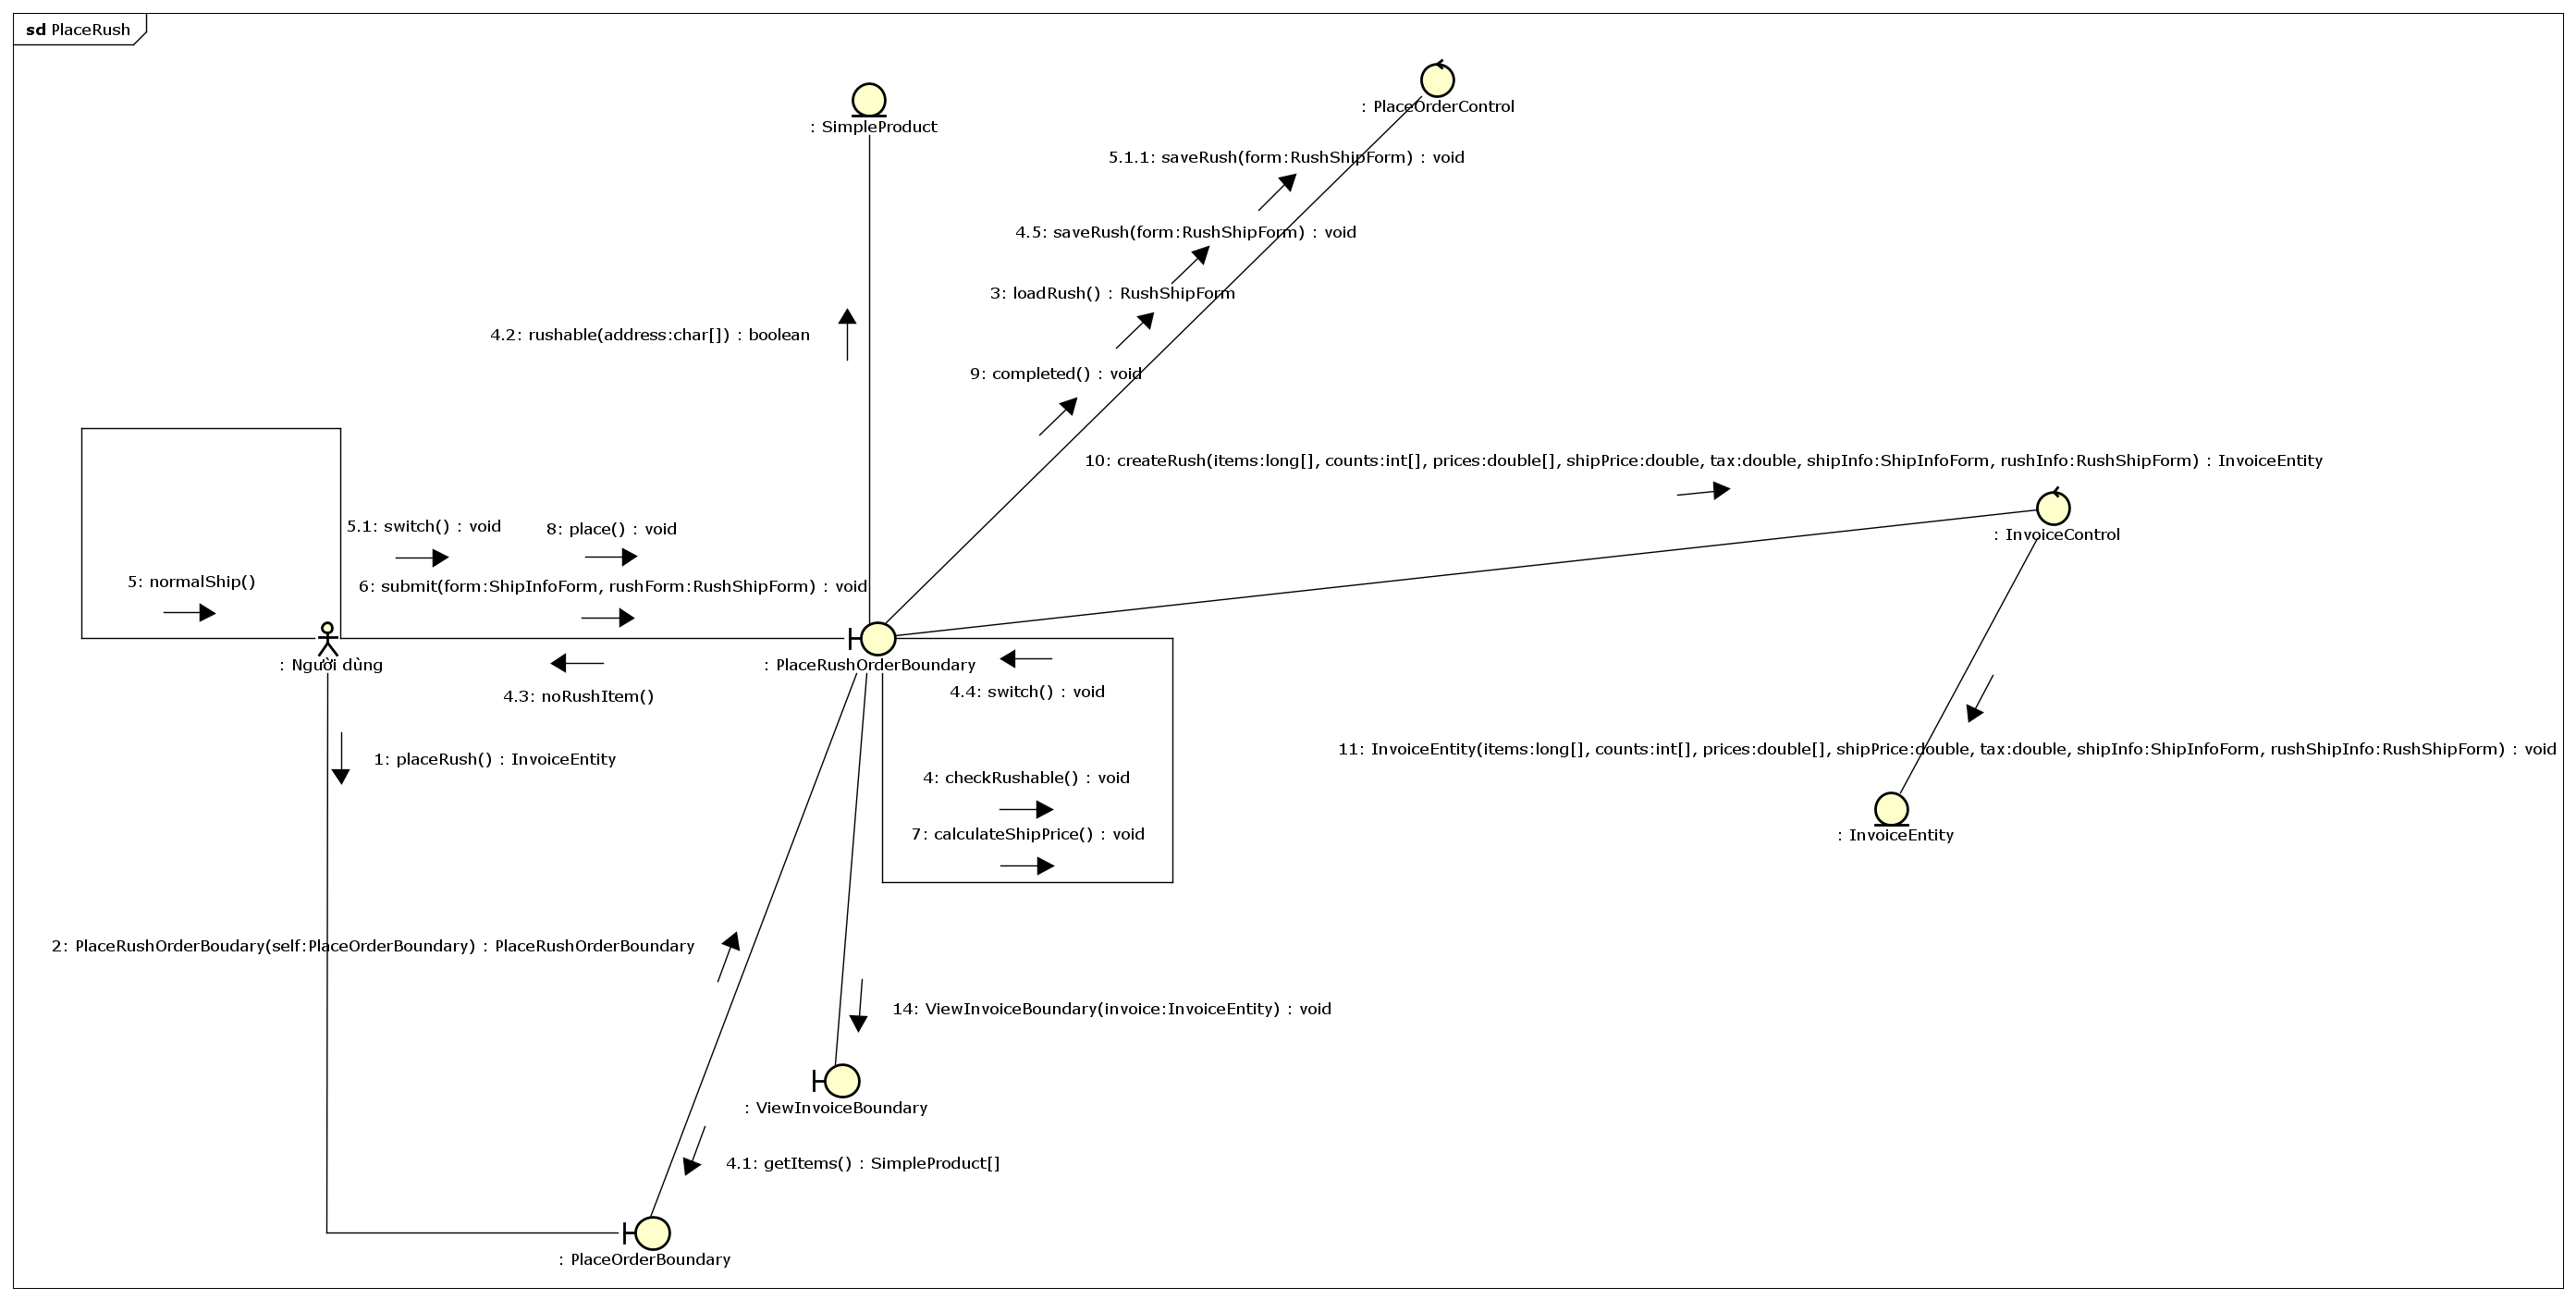 sd PlaceRush
: PlaceOrderControl
: SimpleProduct
5.1.1: saveRush(form:RushShipForm) : void
4.5: saveRush(form:RushShipForm) : void
3: loadRush() : RushShipForm
4.2: rushable(address:char[]) : boolean
9: completed() : void
10: createRush(items:long[], counts:int[], prices:double[], shipPrice:double, tax:double, shipInfo:ShipInfoForm, rushInfo:RushShipForm) : InvoiceEntity
5.1: switch() : void
8: place() : void
: InvoiceControl
5: normalShip()
6: submit(form:ShipInfoForm, rushForm:RushShipForm) : void
: Người dùng
: PlaceRushOrderBoundary
4.3: noRushItem()
4.4: switch() : void
1: placeRush() : InvoiceEntity
11: InvoiceEntity(items:long[], counts:int[], prices:double[], shipPrice:double, tax:double, shipInfo:ShipInfoForm, rushShipInfo:RushShipForm) : void
4: checkRushable() : void
7: calculateShipPrice() : void
: InvoiceEntity
2: PlaceRushOrderBoudary(self:PlaceOrderBoundary) : PlaceRushOrderBoundary
14: ViewInvoiceBoundary(invoice:InvoiceEntity) : void
: ViewInvoiceBoundary
4.1: getItems() : SimpleProduct[]
: PlaceOrderBoundary